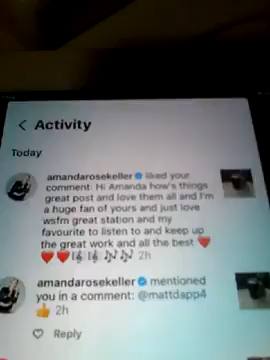 < Activity
Today
amandarosekeller liked your
comment: Hi Amanda how's things
great post and love them all and I'm
a huge fan of yours and just love
wsfm great station and my
favourite to listen to and keep up
the great work and all the best ❤️
❤️❤️🎼🎼🎶🎶 2h
amandarosekeller mentioned
you in a comment: @mattdapp4
👍 2h
Reply